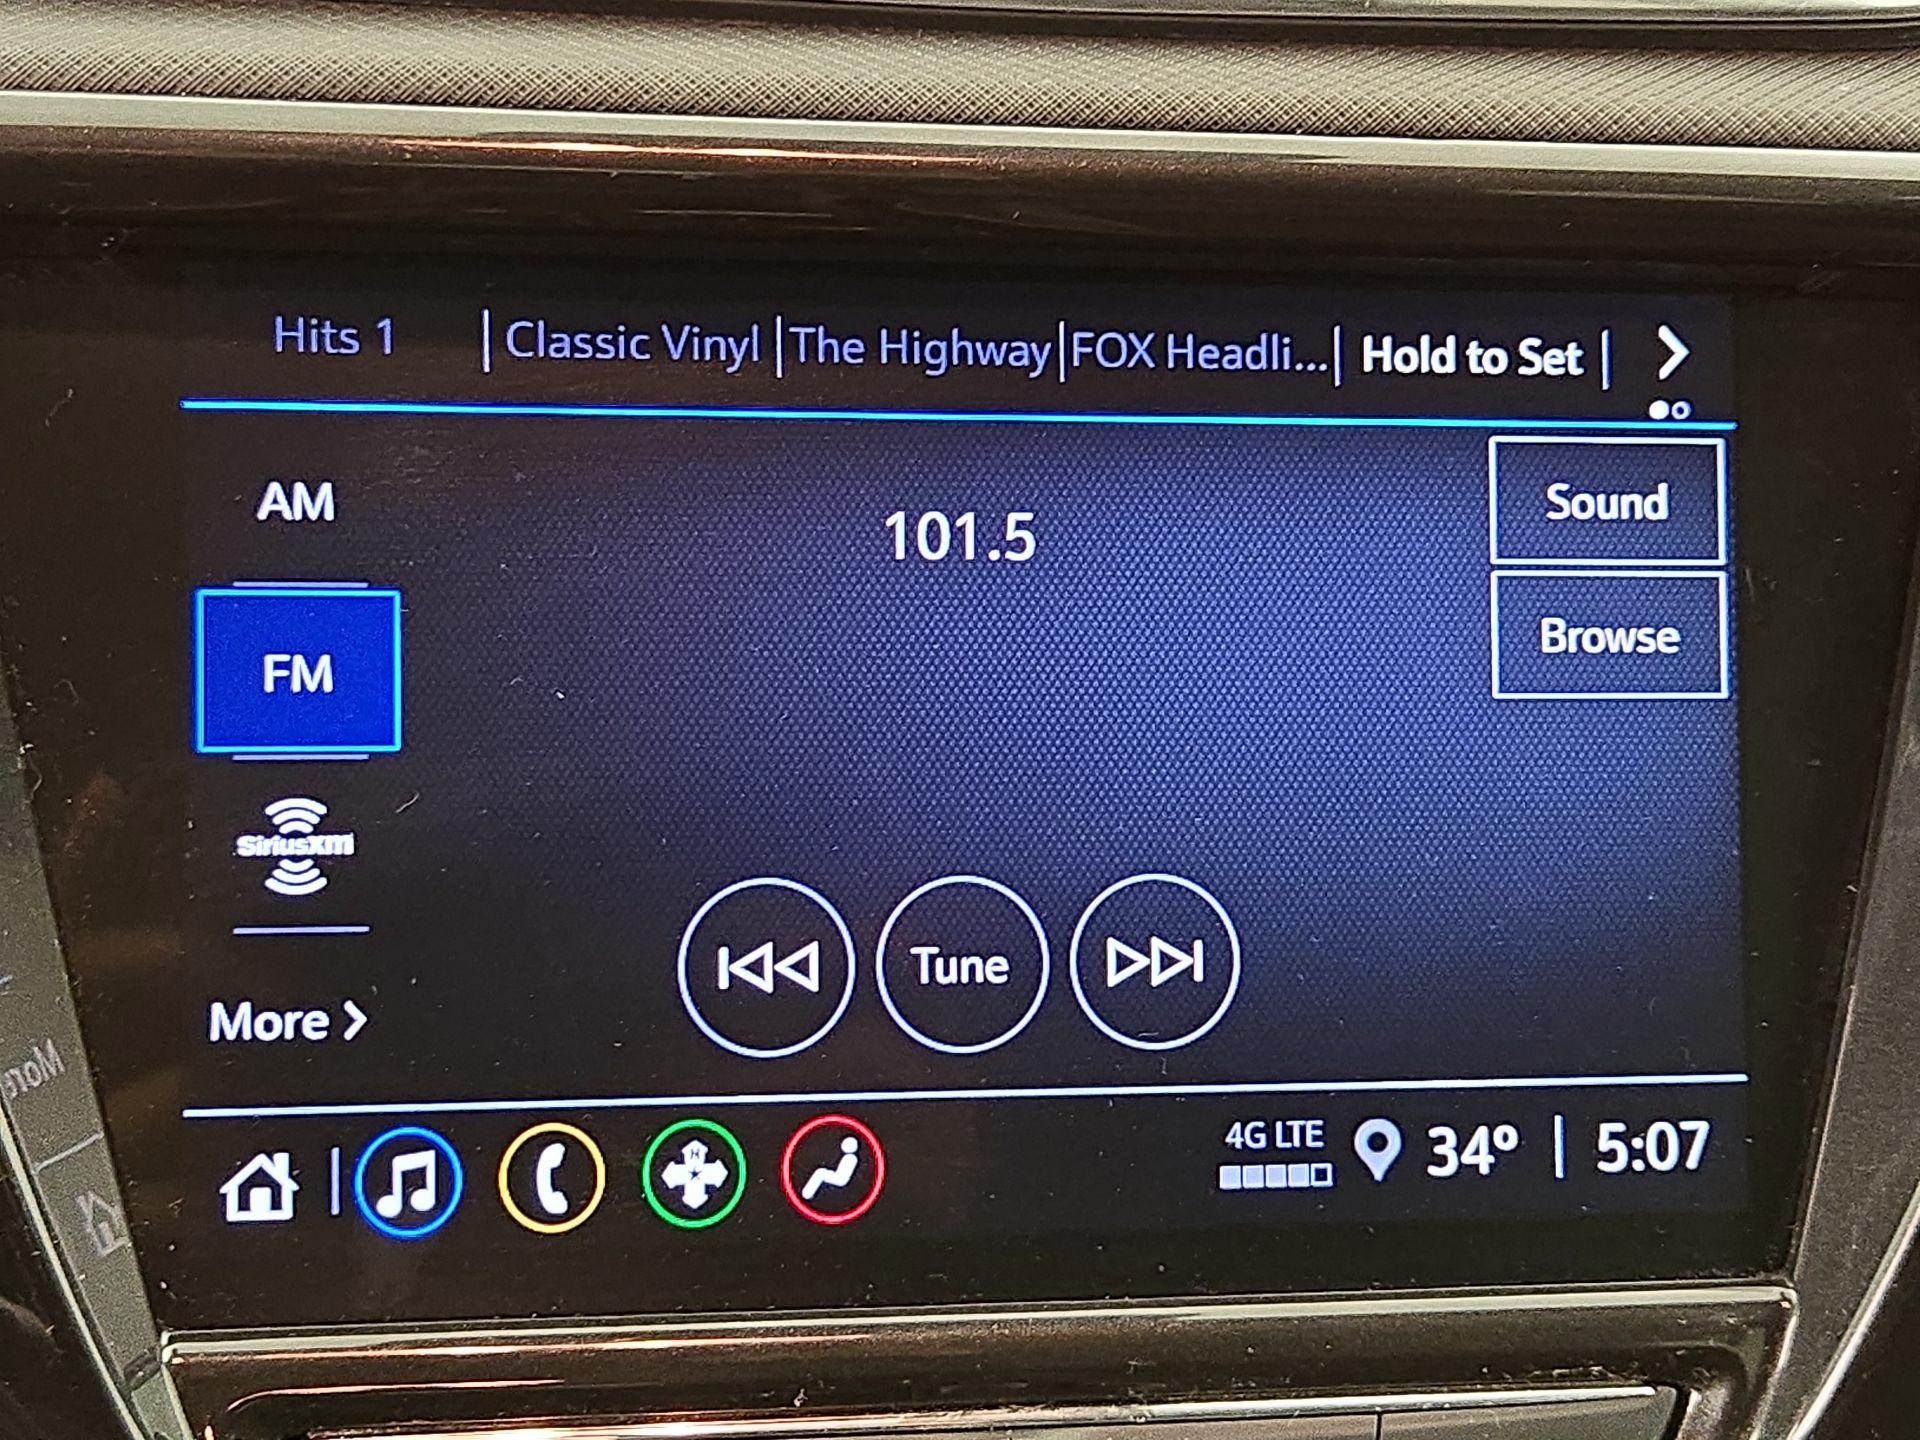 Hits 1 | Classic Vinyl | The Highway | FOX Headli... | Hold to Set |
AM
101.5
Sound
FM
Browse
SiriusXm
Tune
More
4G LTE 34° | 5:07
More